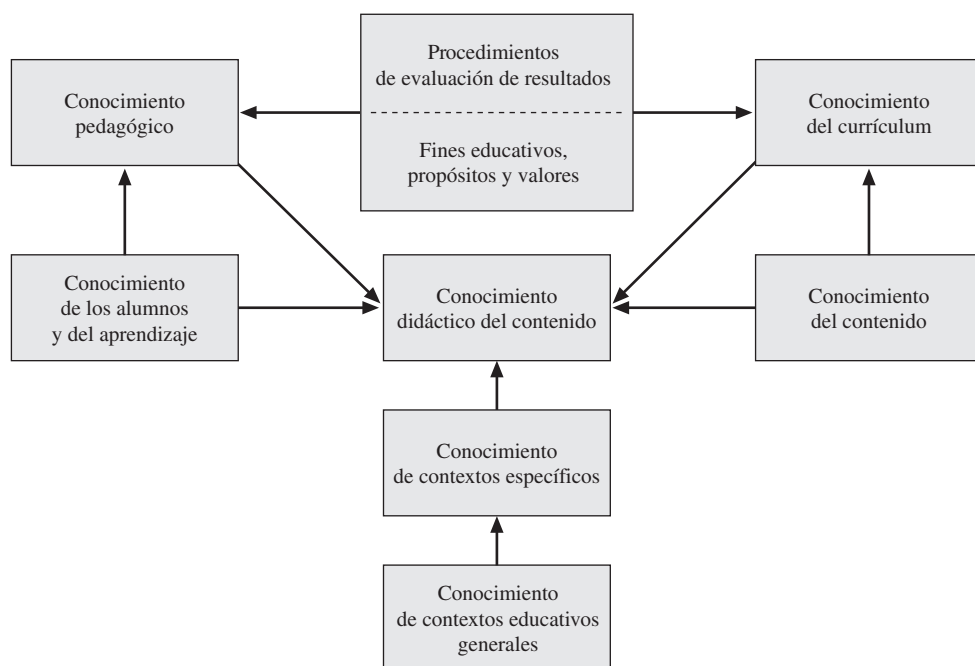 Procedimientos
de evaluación de resultados
Fines educativos,
propósitos y valores
Conocimiento
pedagógico
Conocimiento
del currículum
Conocimiento
de los alumnos
y del aprendizaje
Conocimiento
didáctico del contenido
Conocimiento
del contenido
Conocimiento
de contextos específicos
Conocimiento
de contextos educativos
generales